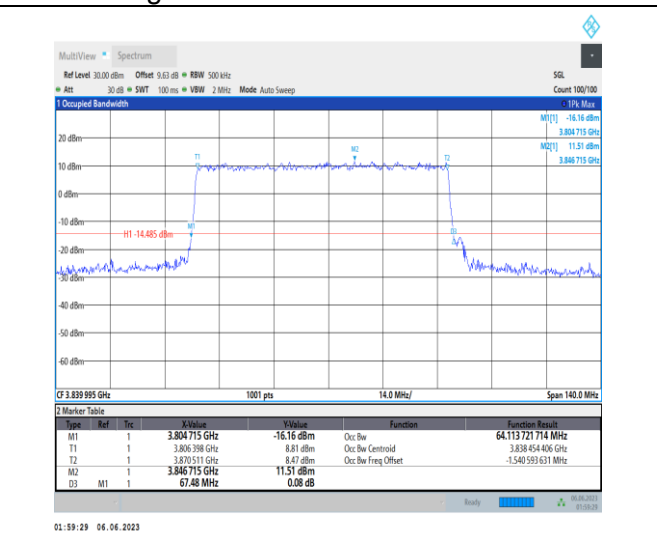 MultiView Spectrum
Ref Level 30.00 dBm Offset 9.63 dB RBW 500 kHz SGL
Att 30 dB SWT 100 ms VBW 2 MHz Mode Auto Sweep Count 100/100
1 Occupied Bandwidth 1Pk Max
M1[1] -16.16 dBm
3.804 715 GHz
M2[1] 11.51 dBm
3.846 715 GHz
20 dBm
M2
T1 T2
10 dBm
0 dBm
-10 dBm
M1
H1 -14.485 dBm
D3
-20 dBm
-30 dBm
-40 dBm
-50 dBm
-60 dBm
CF 3.839 995 GHz 1001 pts 14.0 MHz/ Span 140.0 MHz
2 Marker Table
Type Ref Trc X-Value Y-Value Function Function Result
M1 1 3.804 715 GHz -16.16 dBm Occ Bw 64.113 721 714 MHz
T1 1 3.806 398 GHz 8.81 dBm Occ Bw Centroid 3.838 454 406 GHz
T2 1 3.870 511 GHz 8.47 dBm Occ Bw Freq Offset -1.540 593 631 MHz
M2 1 3.846 715 GHz 11.51 dBm
D3 M1 1 67.48 MHz 0.08 dB
Ready 06.06.2023
01:59:29
01:59:29 06.06.2023